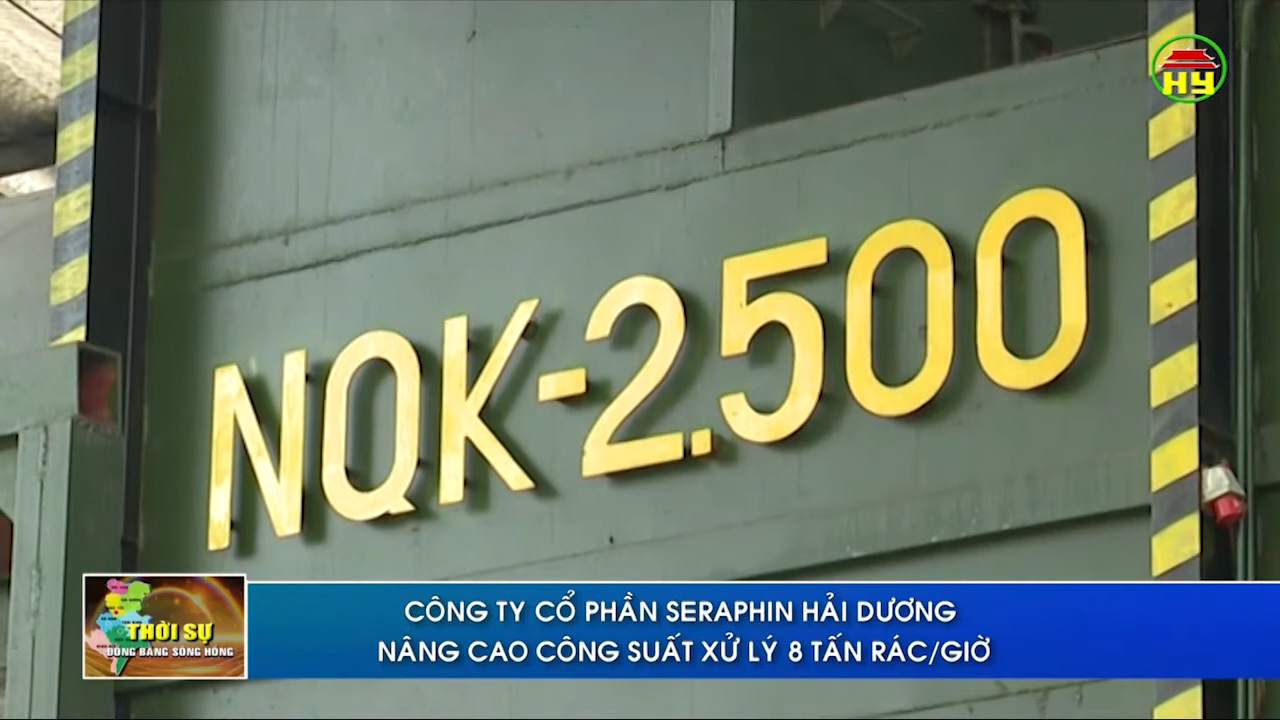 HY
NQK-2.500
CÔNG TY CỔ PHẦN SERAPHIN HẢI DƯƠNG
NÂNG CAO CÔNG SUẤT XỬ LÝ 8 TẤN RÁC/GIỜ
THỜI SỰ
ĐỒNG BẰNG SÔNG HỒNG